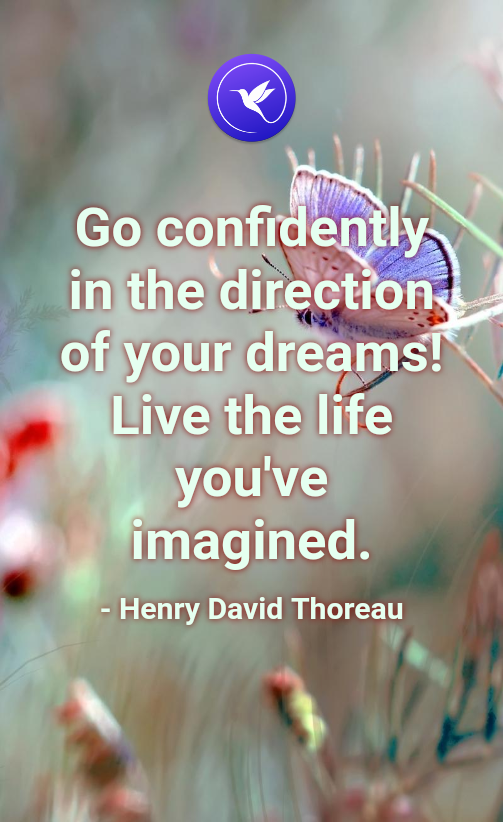 Go confidently
in the direction
of your dreams!
Live the life
you've
imagined.
- Henry David Thoreau